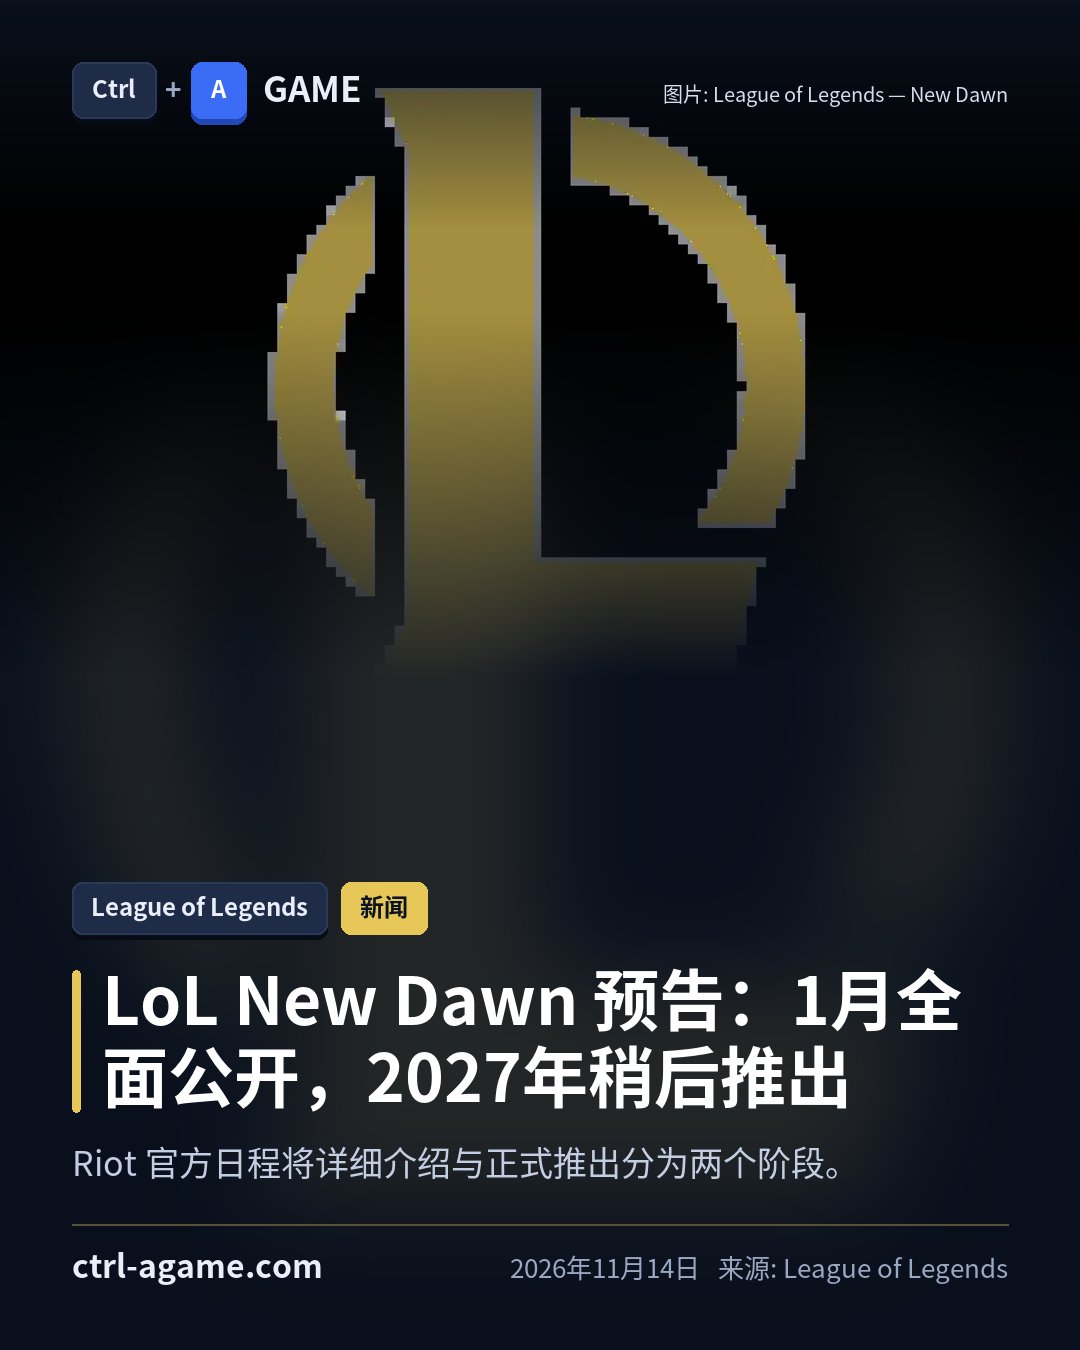 Ctrl + A GAME
图片: League of Legends — New Dawn
League of Legends 新闻
LoL New Dawn 预告：1月全
面公开，2027年稍后推出
Riot 官方日程将详细介绍与正式推出分为两个阶段。
ctrl-agame.com
2026年11月14日 来源: League of Legends